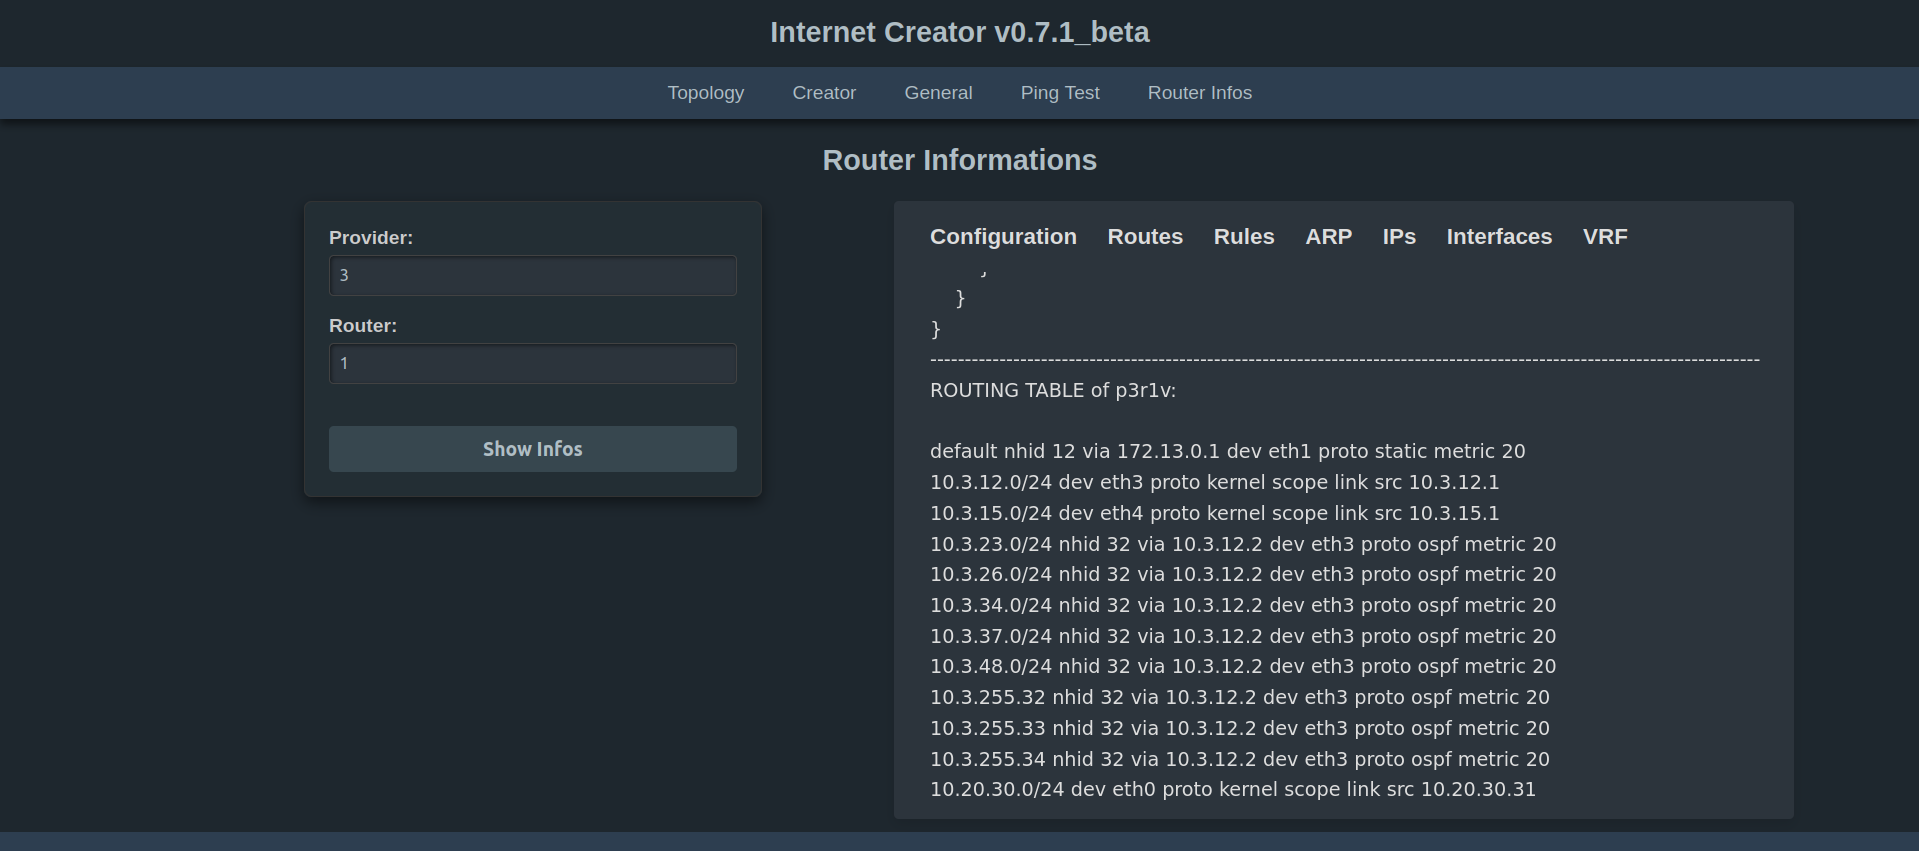 Internet Creator v0.7.1_beta
Topology Creator General Ping Test Router Infos
Router Informations
Provider:
3
Router:
1
Show Infos
Configuration Routes Rules ARP IPs Interfaces VRF
}
}
}
------------------------------------------------------------------------------------------------------------------------
ROUTING TABLE of p3r1v:
default nhid 12 via 172.13.0.1 dev eth1 proto static metric 20
10.3.12.0/24 dev eth3 proto kernel scope link src 10.3.12.1
10.3.15.0/24 dev eth4 proto kernel scope link src 10.3.15.1
10.3.23.0/24 nhid 32 via 10.3.12.2 dev eth3 proto ospf metric 20
10.3.26.0/24 nhid 32 via 10.3.12.2 dev eth3 proto ospf metric 20
10.3.34.0/24 nhid 32 via 10.3.12.2 dev eth3 proto ospf metric 20
10.3.37.0/24 nhid 32 via 10.3.12.2 dev eth3 proto ospf metric 20
10.3.48.0/24 nhid 32 via 10.3.12.2 dev eth3 proto ospf metric 20
10.3.255.32 nhid 32 via 10.3.12.2 dev eth3 proto ospf metric 20
10.3.255.33 nhid 32 via 10.3.12.2 dev eth3 proto ospf metric 20
10.3.255.34 nhid 32 via 10.3.12.2 dev eth3 proto ospf metric 20
10.20.30.0/24 dev eth0 proto kernel scope link src 10.20.30.31